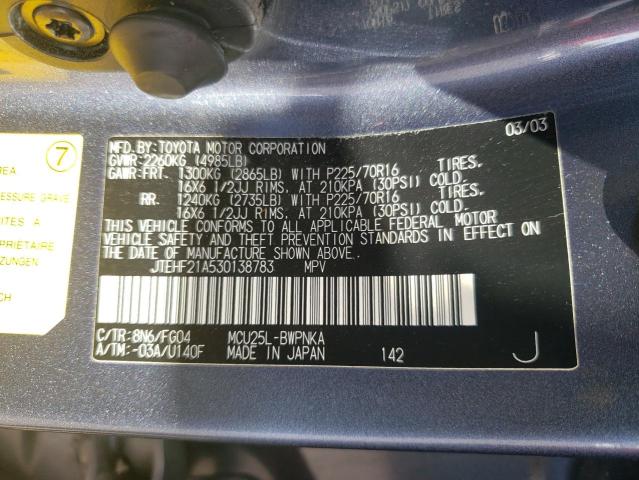 7
REA
PRESSURE GRAVE
ITES A
PRIETAIRE
ZUNGEN
CH
03/03
MFD. BY: TOYOTA MOTOR CORPORATION
GVWR: 2260KG (4985LB)
GAWR: FRT. 1300KG (2865LB) WITH P225/70R16 TIRES.
16X6 1/2JJ RIMS. AT 210KPA (30PSI) COLD.
RR. 1240KG (2735LB) WITH P225/70R16 TIRES.
16X6 1/2JJ RIMS. AT 210KPA (30PSI) COLD.
THIS VEHICLE CONFORMS TO ALL APPLICABLE FEDERAL MOTOR
VEHICLE SAFETY AND THEFT PREVENTION STANDARDS IN EFFECT ON
THE DATE OF MANUFACTURE SHOWN ABOVE.
JTEHF21A530138783 MPV
C/TR: 8N6/FG04 MCU25L-BWPNKA
A/TM: -03A/U140F MADE IN JAPAN 142 J